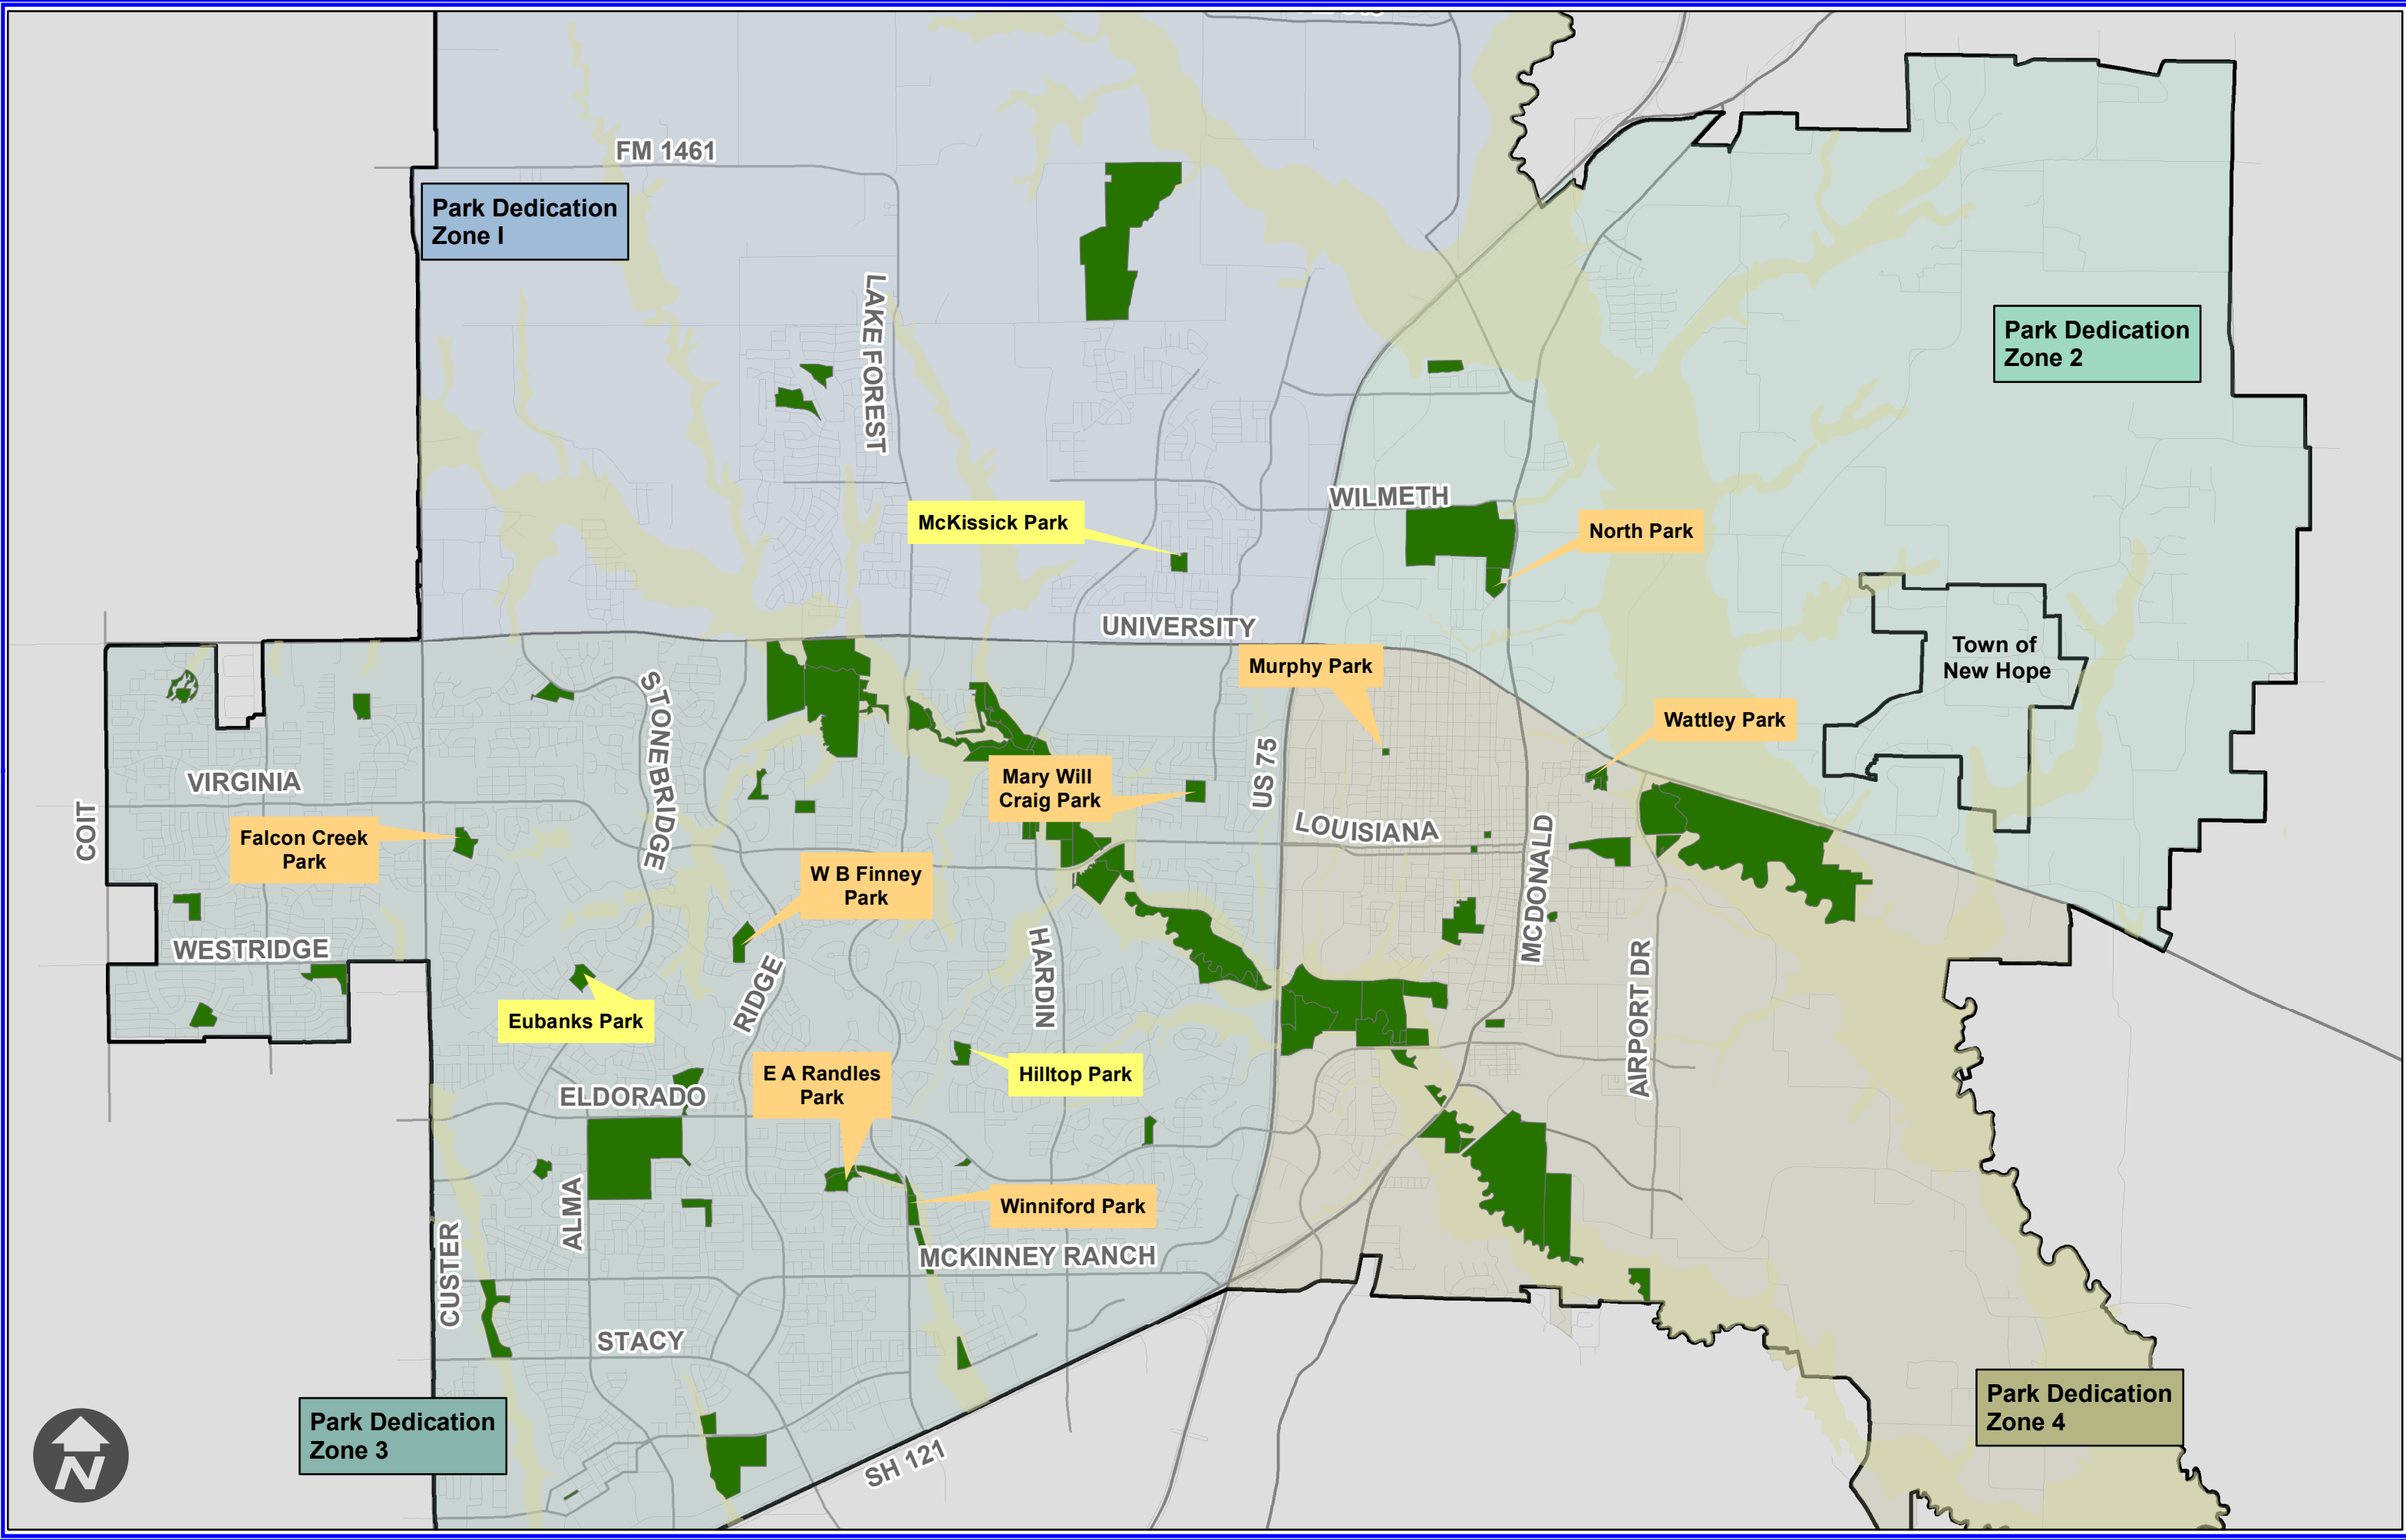 FM 1461
Park Dedication
Zone I
LAKE FOREST
Park Dedication
Zone 2
McKissick Park
WILMETH
North Park
UNIVERSITY
Murphy Park
Town of
New Hope
STONEBRIDGE
Wattley Park
VIRGINIA
COIT
US 75
Mary Will
Craig Park
LOUISIANA
MCDONALD
Falcon Creek
Park
W B Finney
Park
WESTRIDGE
HARDIN
RIDGE
AIRPORT DR
Eubanks Park
E A Randles
Park
Hilltop Park
ELDORADO
ALMA
Winniford Park
CUSTER
MCKINNEY RANCH
STACY
Park Dedication
Zone 3
Park Dedication
Zone 4
SH 121
N